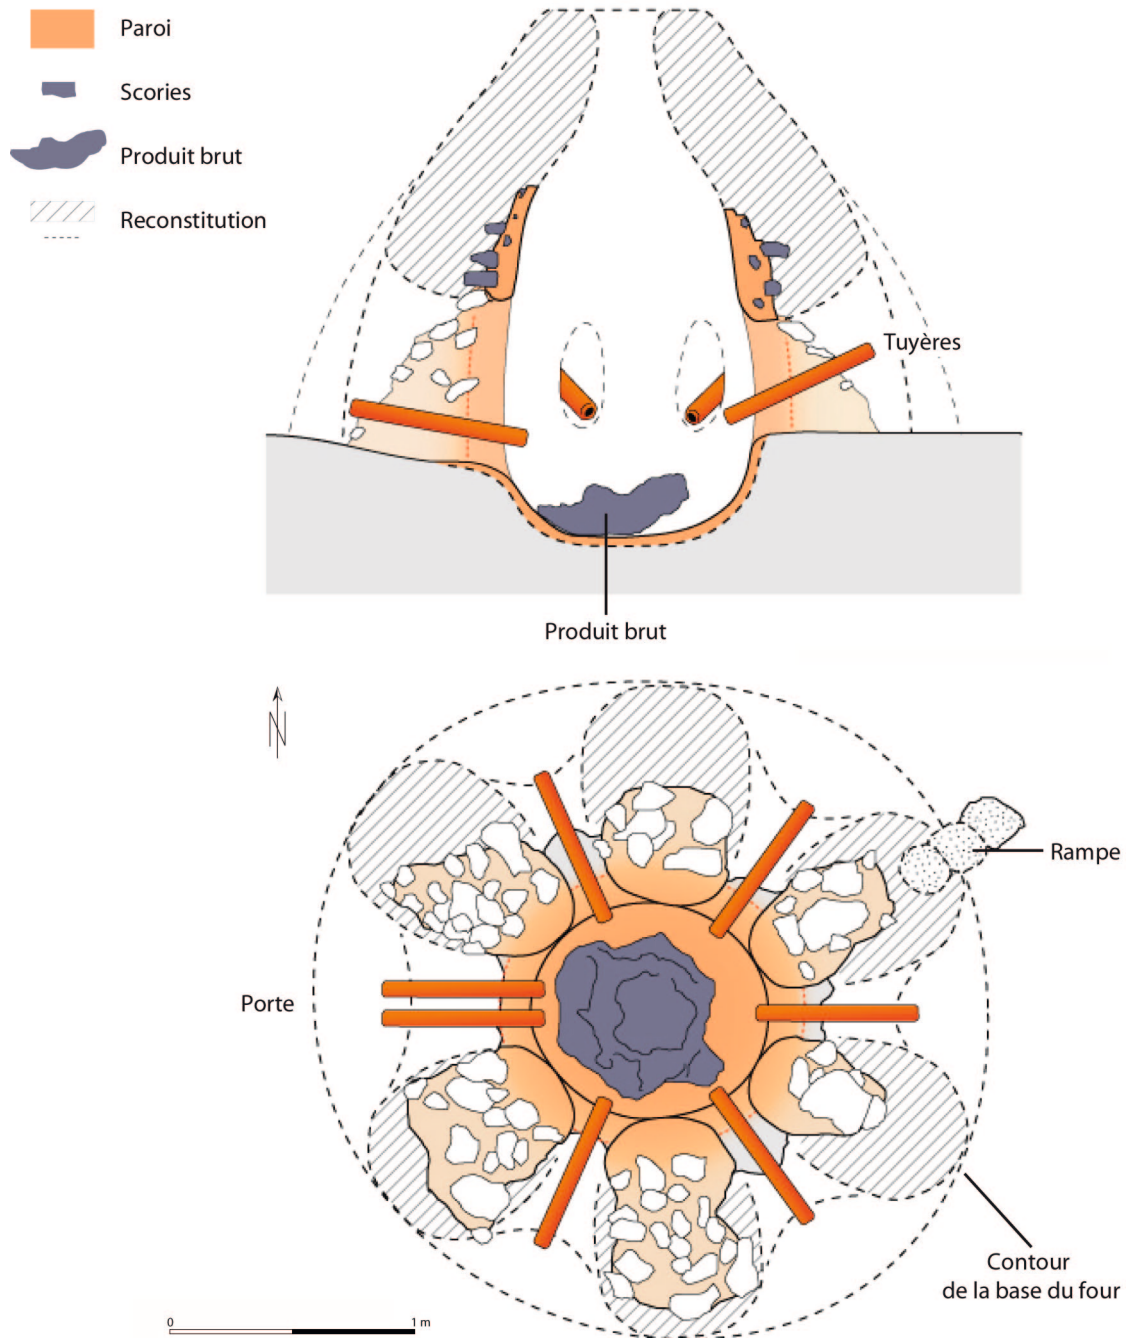 Paroi
Scories
Produit brut
Reconstitution
Tuyères
Produit brut
N
Rampe
Porte
Contour
de la base du four
0 1 m